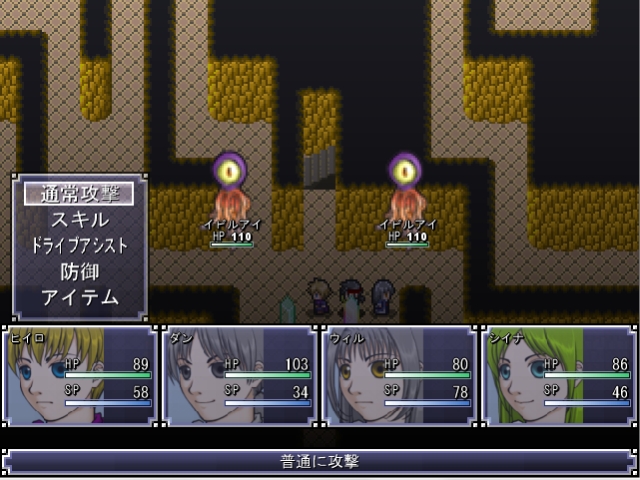 通常攻撃
スキル
ドライブアシスト
防御
アイテム
イドルアイ
HP 110
イドルアイ
HP 110
ヒイロ
HP 89
SP 58
ダン
HP 103
SP 34
ウィル
HP 80
SP 78
シイナ
HP 86
SP 46
普通に攻撃